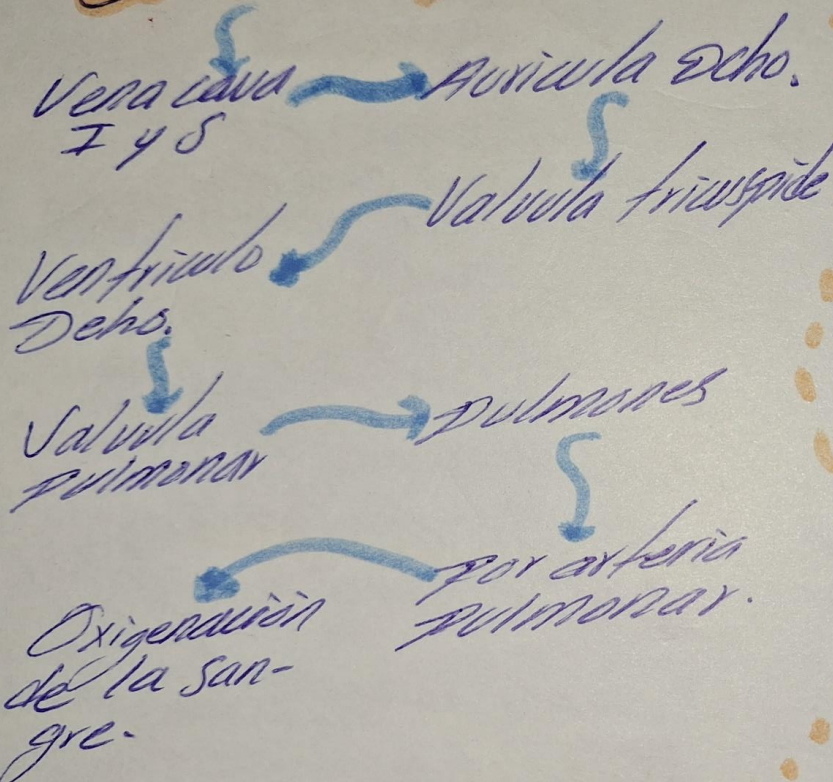 Vena cava
I y S
Auricula Dcho.
Valvula tricuspide
Ventriculo
Dcho.
Valvula
pulmonar
Pulmones
Por arteria
pulmonar.
Oxigenación
de la san-
gre.